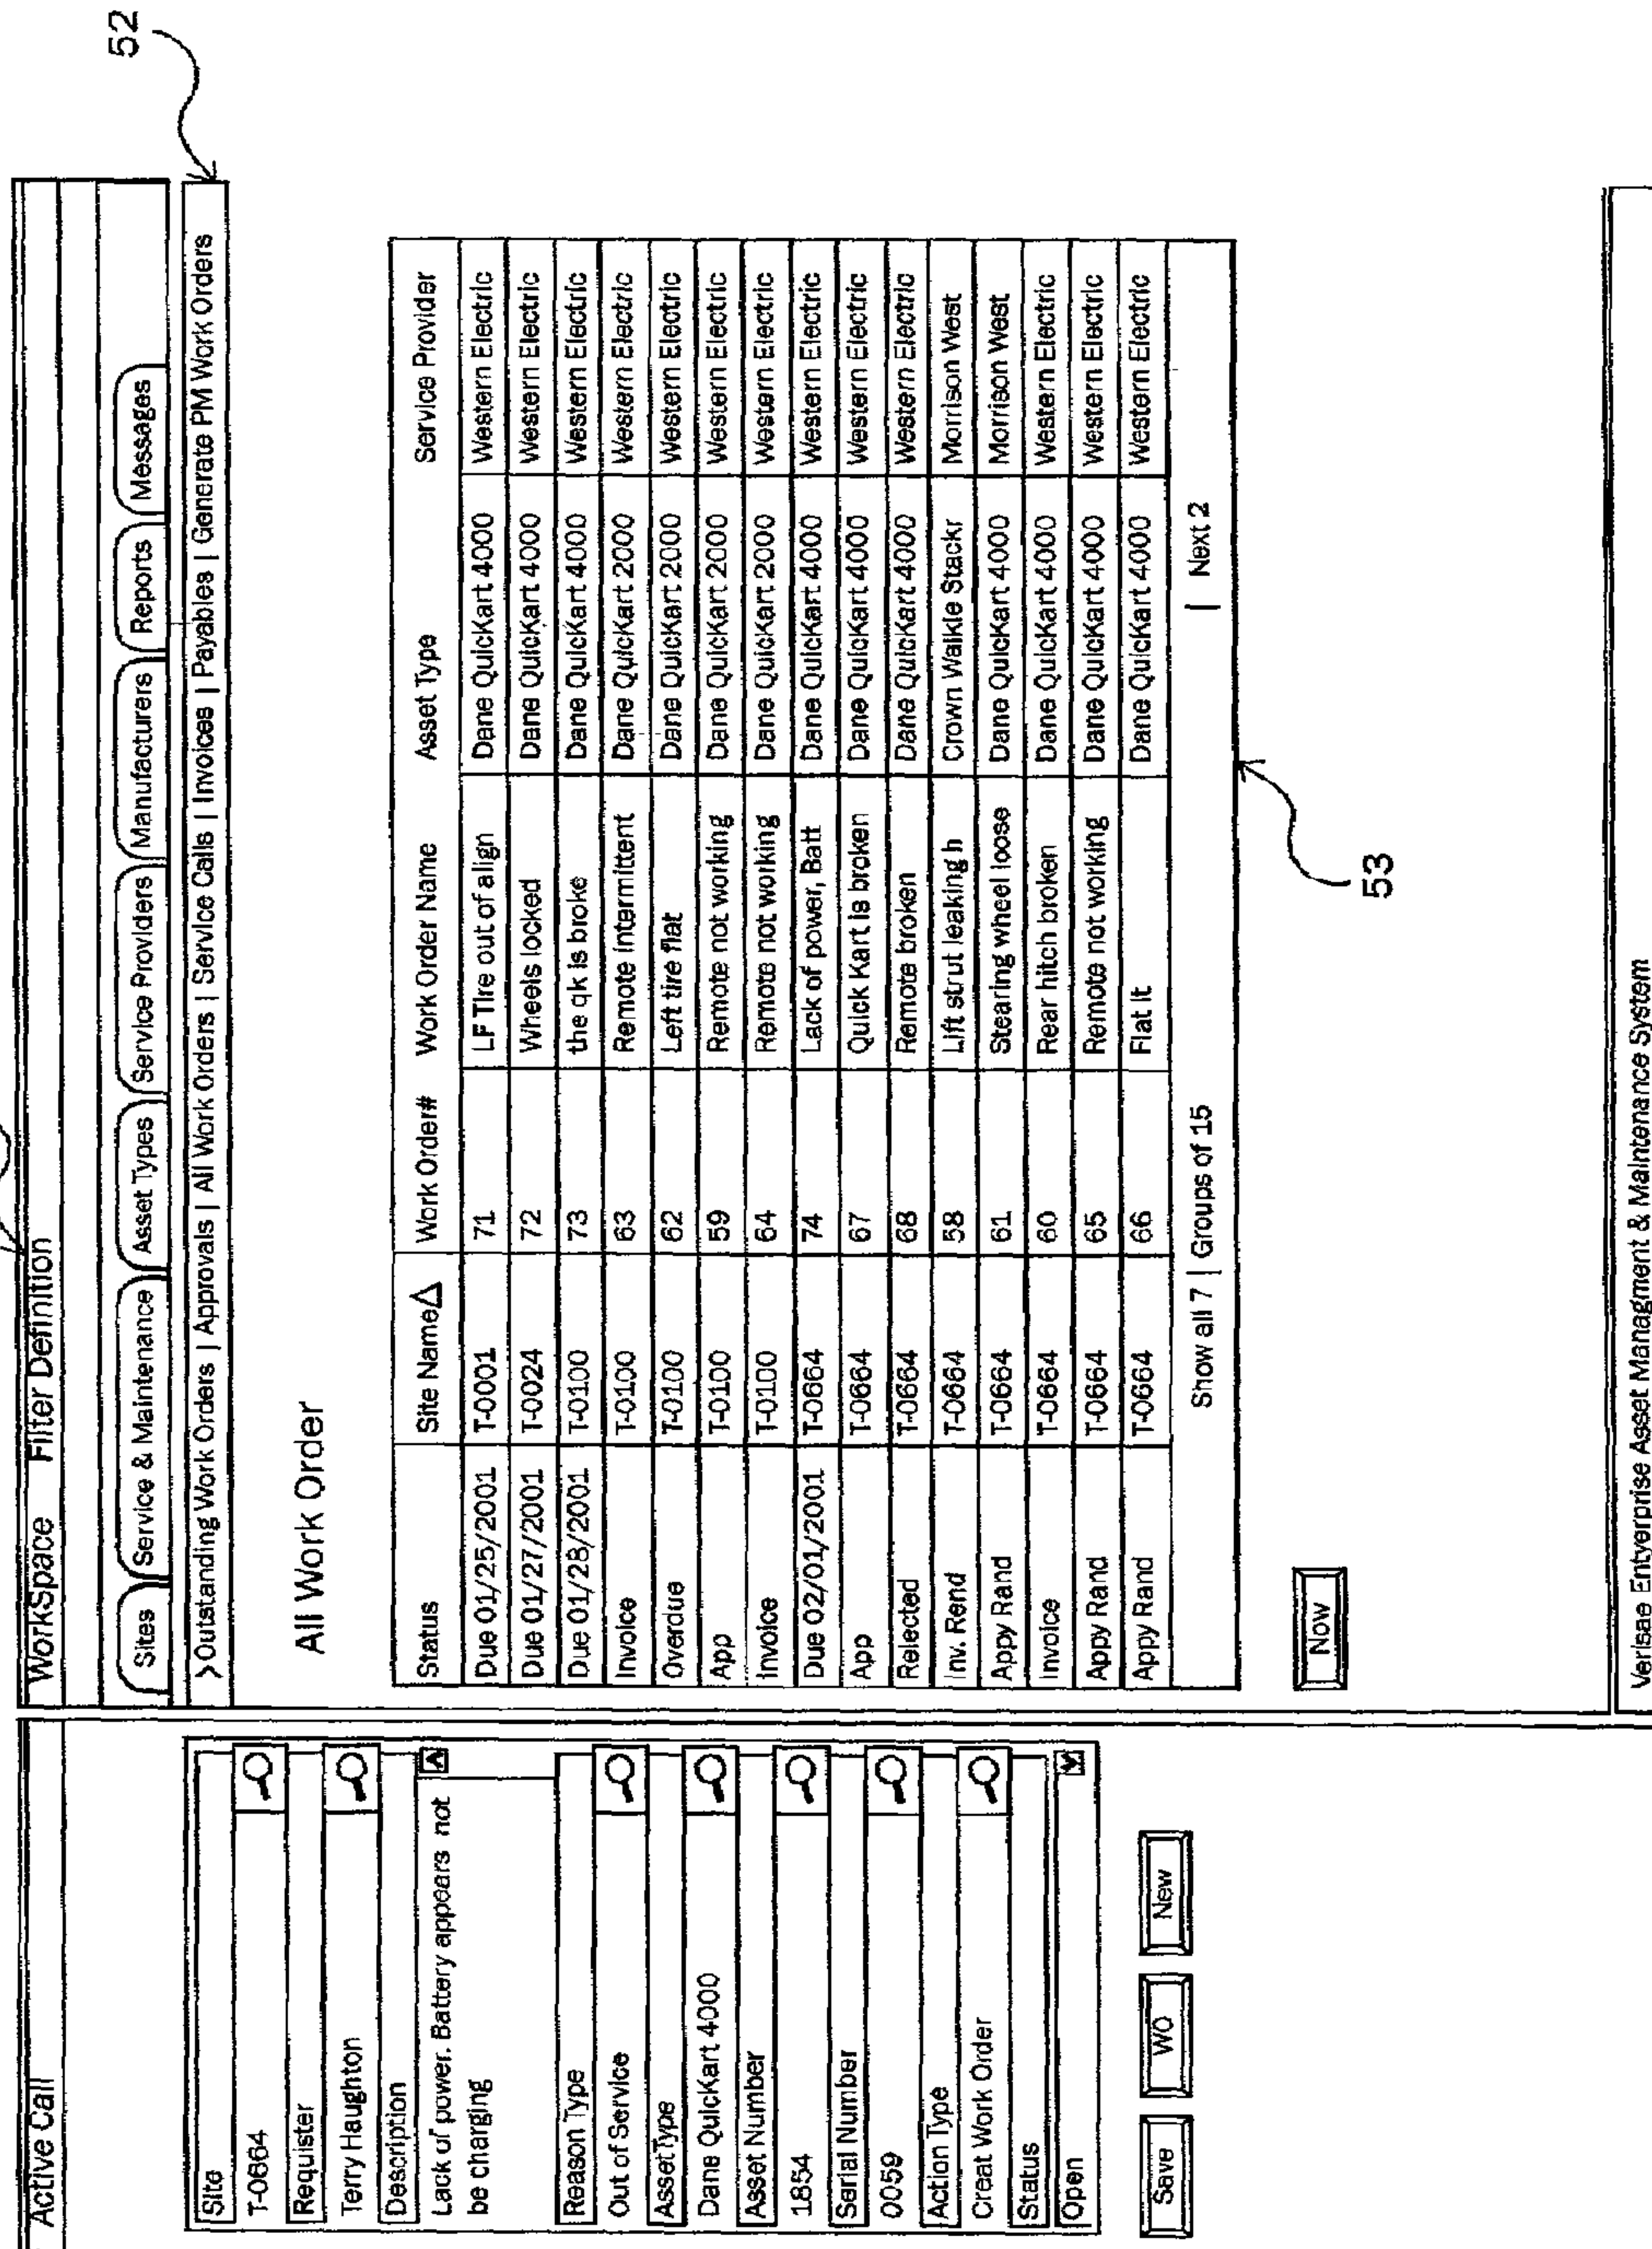 52
Active Call
WorkSpace Filter Definition
Sites Service & Maintenance Asset Types Service Providers Manufacturers Reports Messages
>Outstanding Work Orders | Approvals | All Work Orders | Service Calls | Invoices | Payables | Generate PM Work Orders
Site
T-0664
Requister
Terry Haughton
Description
Lack of power. Battery appears not
be charging
Reason Type
Out of Service
Asset Type
Dane QuicKart 4000
Asset Number
1854
Serial Number
0059
Action Type
Creat Work Order
Status
Open
Save WO New
All Work Order
Status Site Name△ Work Order# Work Order Name Asset Type Service Provider
Due 01/25/2001 T-0001 71 LF Tire out of align Dane QuicKart 4000 Western Electric
Due 01/27/2001 T-0024 72 Wheels locked Dane QuicKart 4000 Western Electric
Due 01/28/2001 T-0100 73 the qk is broke Dane QuicKart 4000 Western Electric
Invoice T-0100 63 Remote intermittent Dane QuicKart 2000 Western Electric
Overdue T-0100 62 Left tire flat Dane QuicKart 2000 Western Electric
App T-0100 59 Remote not working Dane QuicKart 2000 Western Electric
Invoice T-0100 64 Remote not working Dane QuicKart 2000 Western Electric
Due 02/01/2001 T-0664 74 Lack of power, Batt Dane QuicKart 4000 Western Electric
App T-0664 67 Quick Kart is broken Dane QuicKart 4000 Western Electric
Relected T-0664 68 Remote broken Dane QuicKart 4000 Western Electric
Inv. Rend T-0664 58 Lift strut leaking h Crown Walkie Stackr Morrison West
Appy Rand T-0664 61 Stearing wheel loose Dane QuicKart 4000 Morrison West
Invoice T-0664 60 Rear hitch broken Dane QuicKart 4000 Western Electric
Appy Rand T-0664 65 Remote not working Dane QuicKart 4000 Western Electric
Appy Rand T-0664 66 Flat lt Dane QuicKart 4000 Western Electric
Show all 7 | Groups of 15 | Next 2
53
Now
Verisae Entyerprise Asset Managment & Maintenance System